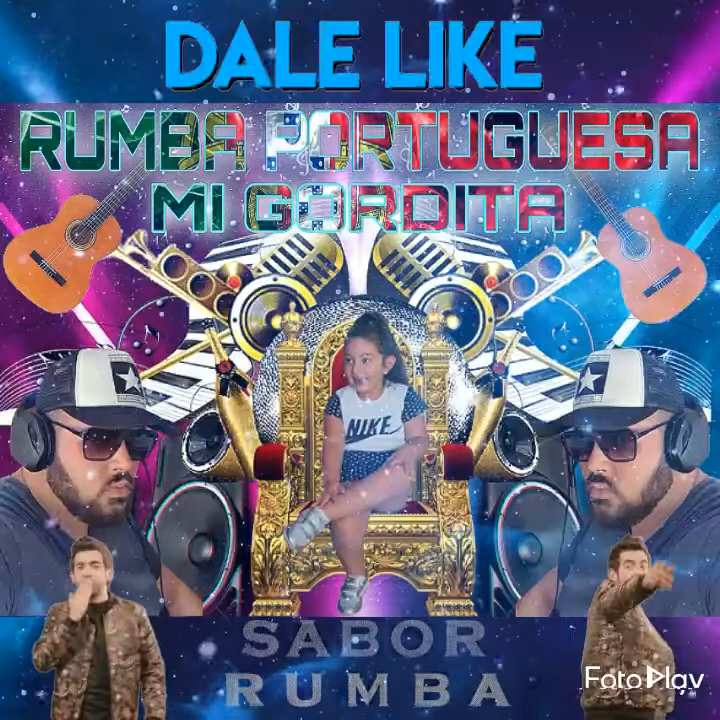 DALE LIKE
RUMBA PORTUGUESA
MI GORDITA
NIKE
SABOR
RUMBA
FotoPlay